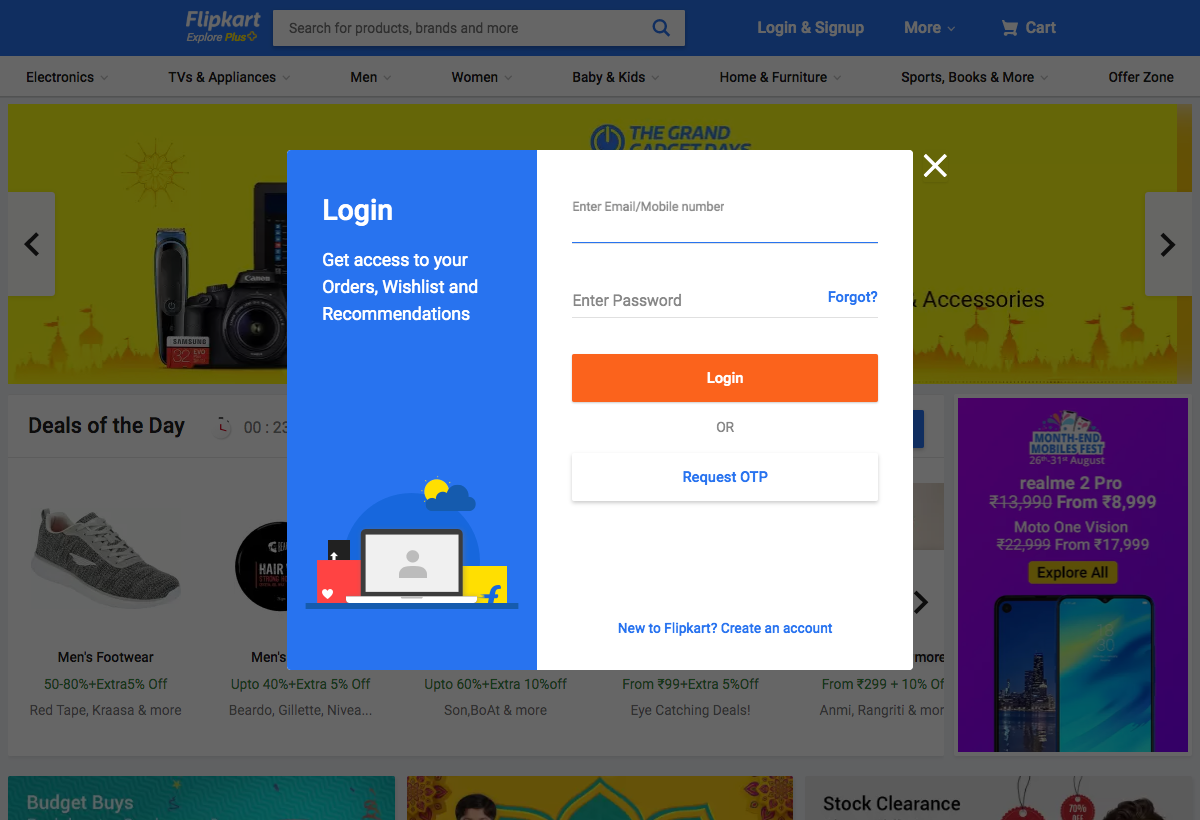 Flipkart
Explore Plus
Search for products, brands and more
Login & Signup
More
Cart
Electronics
TVs & Appliances
Men
Women
Baby & Kids
Home & Furniture
Sports, Books & More
Offer Zone
THE GRAND
GADGET DAYS
Canon
SAMSUNG
32 EVO
& Accessories
Login
Get access to your
Orders, Wishlist and
Recommendations
Enter Email/Mobile number
Enter Password
Forgot?
Login
OR
Request OTP
New to Flipkart? Create an account
Deals of the Day
00 : 23
HAIR
Men's Footwear
50-80%+Extra5% Off
Red Tape, Kraasa & more
Men's
Upto 40%+Extra 5% Off
Beardo, Gillette, Nivea...
Upto 60%+Extra 10%off
Son,BoAt & more
From ₹99+Extra 5%Off
Eye Catching Deals!
more
From ₹299 + 10% Of
Anmi, Rangriti & mor
MONTH-END
MOBILES FEST
26th-31st August
realme 2 Pro
₹13,990 From ₹8,999
Moto One Vision
₹22,999 From ₹17,999
Explore All
Budget Buys
Stock Clearance
70%
OFF